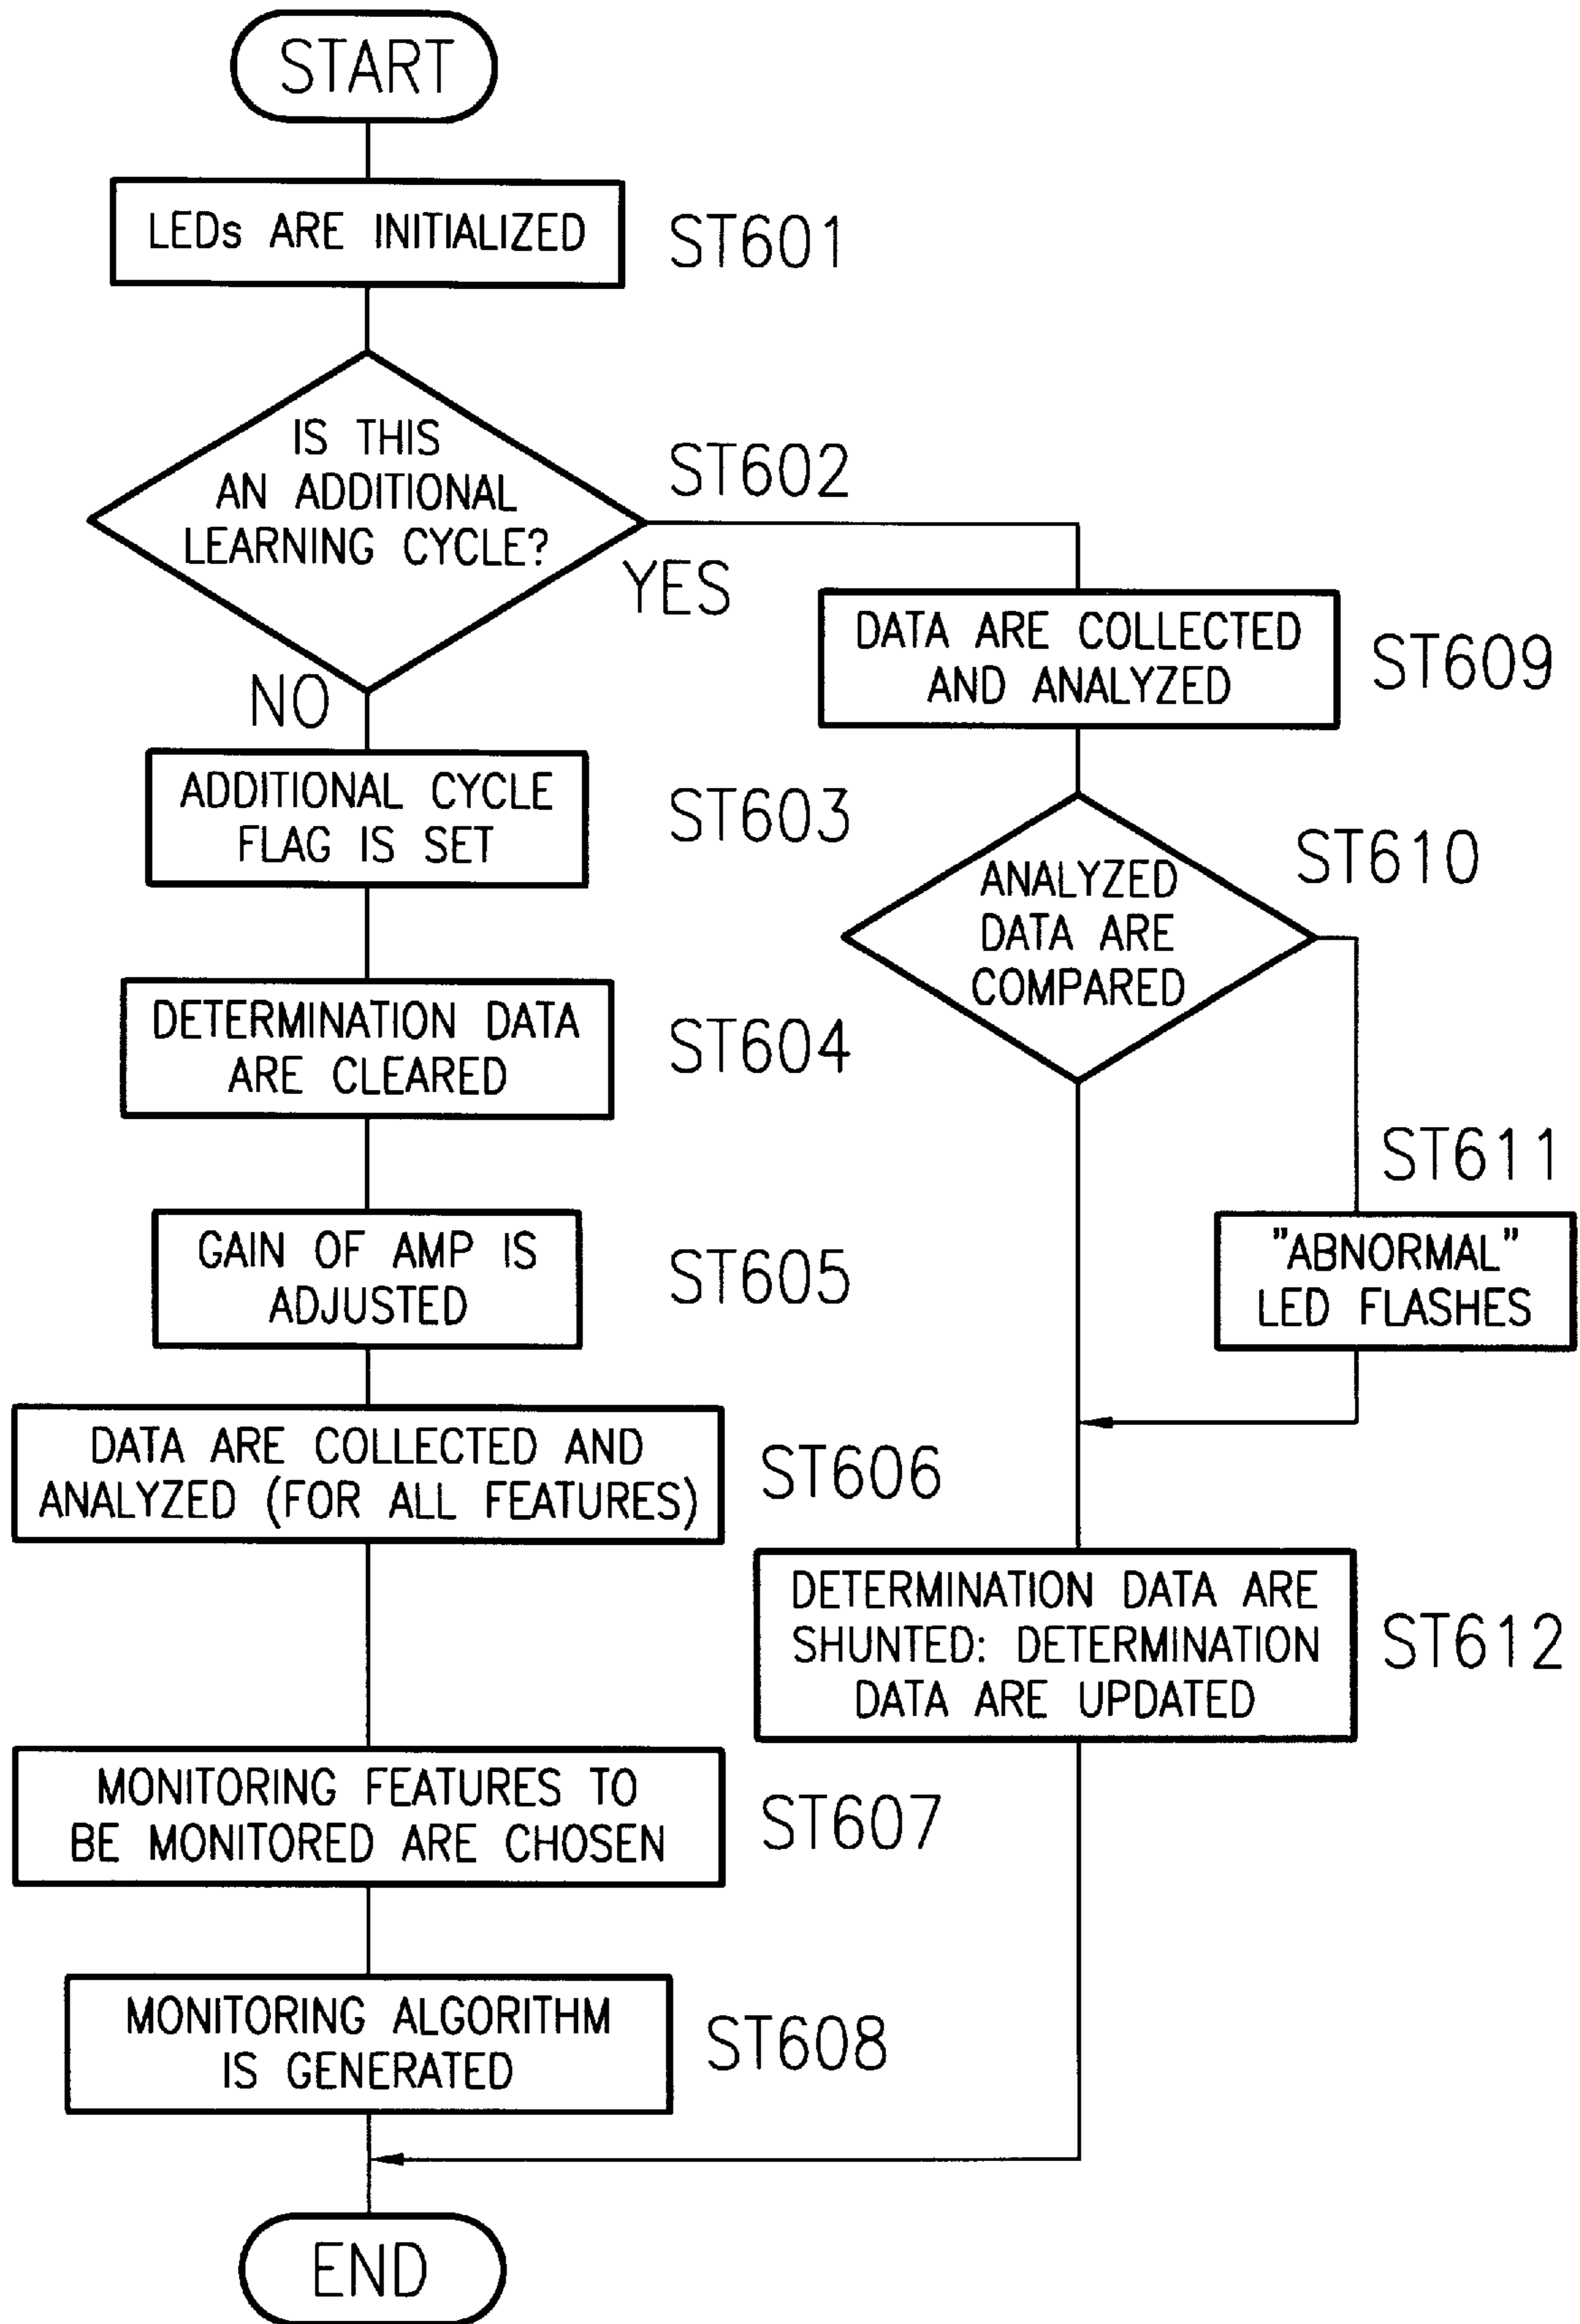 START
LEDs ARE INITIALIZED
ST601
IS THIS
AN ADDITIONAL
LEARNING CYCLE?
ST602
YES
NO
ADDITIONAL CYCLE
FLAG IS SET
ST603
DETERMINATION DATA
ARE CLEARED
ST604
GAIN OF AMP IS
ADJUSTED
ST605
DATA ARE COLLECTED AND
ANALYZED (FOR ALL FEATURES)
ST606
MONITORING FEATURES TO
BE MONITORED ARE CHOSEN
ST607
MONITORING ALGORITHM
IS GENERATED
ST608
DATA ARE COLLECTED
AND ANALYZED
ST609
ANALYZED
DATA ARE
COMPARED
ST610
ST611
"ABNORMAL"
LED FLASHES
DETERMINATION DATA ARE
SHUNTED: DETERMINATION
DATA ARE UPDATED
ST612
END